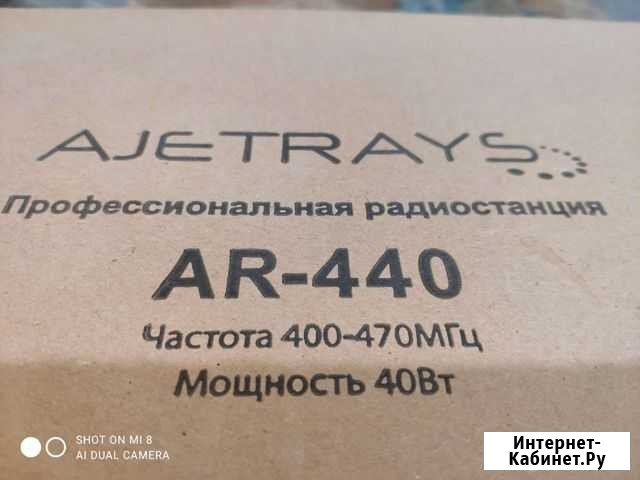 AJETRAYS
Профессиональная радиостанция
AR-440
Частота 400-470МГц
Мощность 40Вт
SHOT ON MI 8
AI DUAL CAMERA
Интернет-
Кабинет.Ру